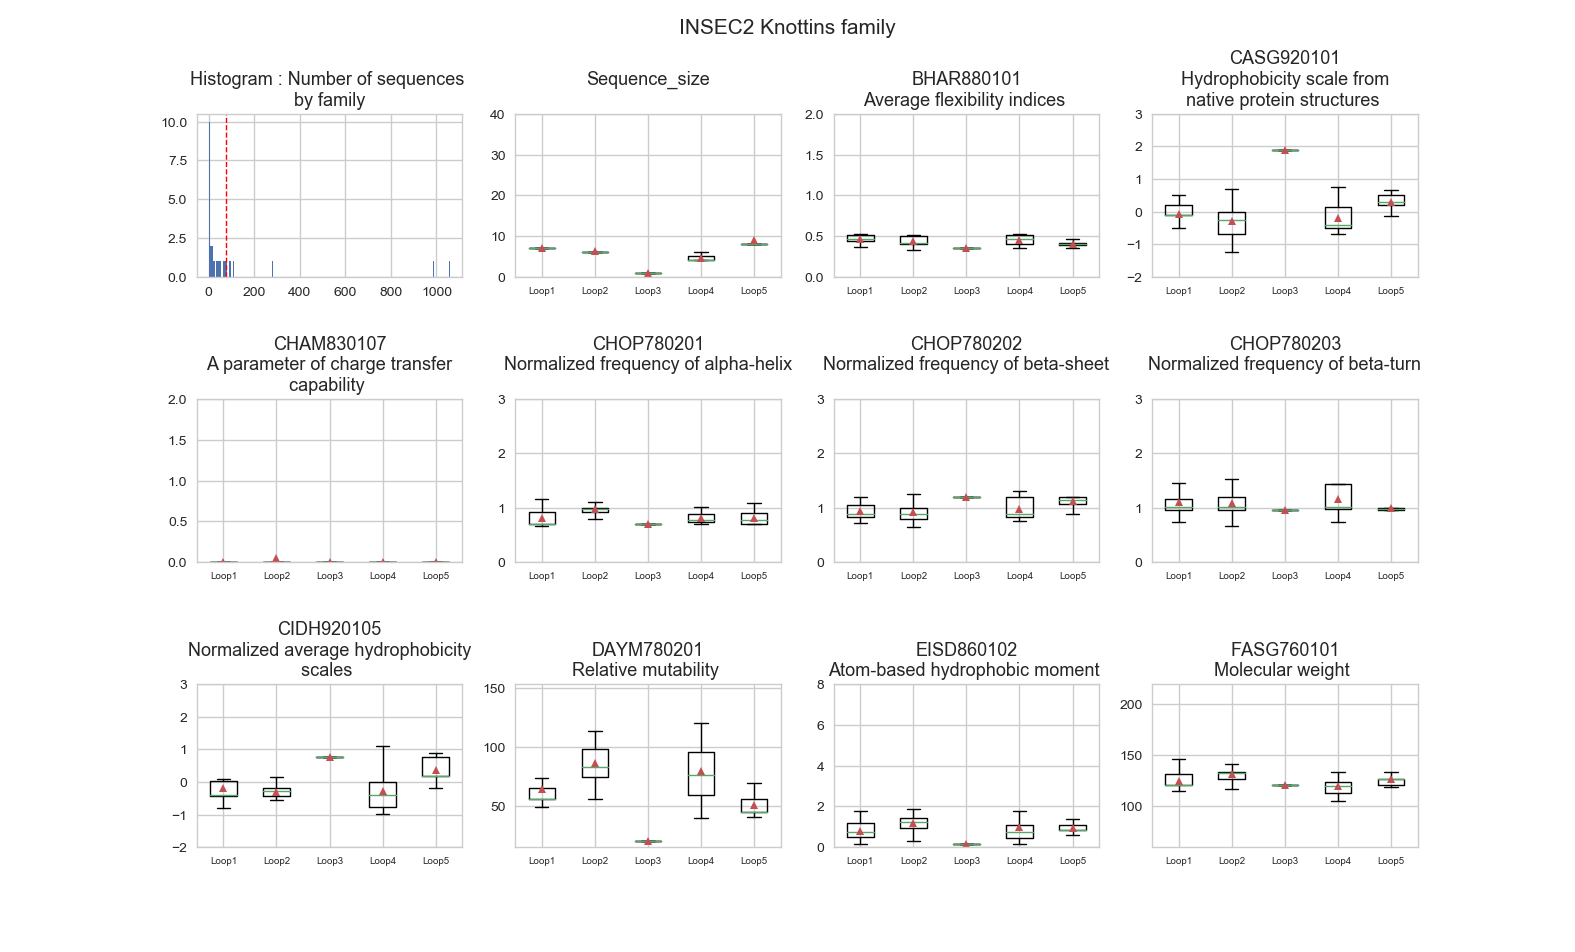 INSEC2 Knottins family
Histogram : Number of sequences
by family
10.0
7.5
5.0
2.5
0.0
0 200 400 600 800 1000
Sequence_size
40
30
20
10
0
Loop1 Loop2 Loop3 Loop4 Loop5
BHAR880101
Average flexibility indices
2.0
1.5
1.0
0.5
0.0
Loop1 Loop2 Loop3 Loop4 Loop5
CASG920101
Hydrophobicity scale from
native protein structures
3
2
1
0
−1
−2
Loop1 Loop2 Loop3 Loop4 Loop5
CHAM830107
A parameter of charge transfer
capability
2.0
1.5
1.0
0.5
0.0
Loop1 Loop2 Loop3 Loop4 Loop5
CHOP780201
Normalized frequency of alpha-helix
3
2
1
0
Loop1 Loop2 Loop3 Loop4 Loop5
CHOP780202
Normalized frequency of beta-sheet
3
2
1
0
Loop1 Loop2 Loop3 Loop4 Loop5
CHOP780203
Normalized frequency of beta-turn
3
2
1
0
Loop1 Loop2 Loop3 Loop4 Loop5
CIDH920105
Normalized average hydrophobicity
scales
3
2
1
0
−1
−2
Loop1 Loop2 Loop3 Loop4 Loop5
DAYM780201
Relative mutability
150
100
50
Loop1 Loop2 Loop3 Loop4 Loop5
EISD860102
Atom-based hydrophobic moment
8
6
4
2
0
Loop1 Loop2 Loop3 Loop4 Loop5
FASG760101
Molecular weight
200
150
100
Loop1 Loop2 Loop3 Loop4 Loop5